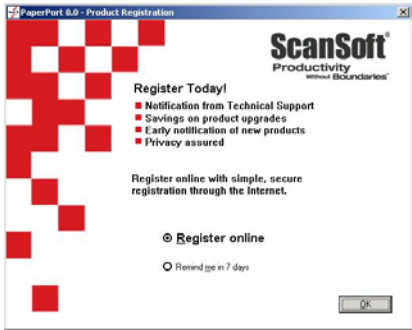 PaperPort 8.0 - Product Registration
ScanSoft
Productivity
Without Boundaries
Register Today!
Notification from Technical Support
Savings on product upgrades
Early notification of new products
Privacy assured
Register online with simple, secure
registration through the Internet.
Register online
Remind me in 7 days
OK